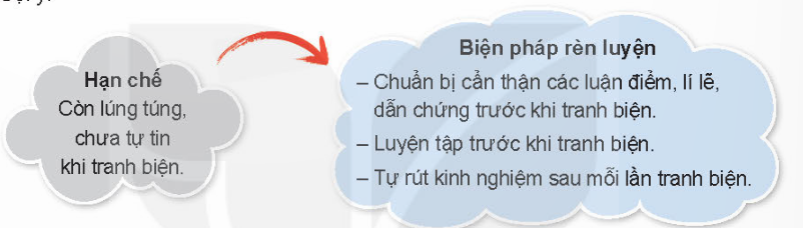 Hạn chế
Còn lúng túng,
chưa tự tin
khi tranh biện.
Biện pháp rèn luyện
– Chuẩn bị cẩn thận các luận điểm, lí lẽ,
dẫn chứng trước khi tranh biện.
– Luyện tập trước khi tranh biện.
– Tự rút kinh nghiệm sau mỗi lần tranh biện.